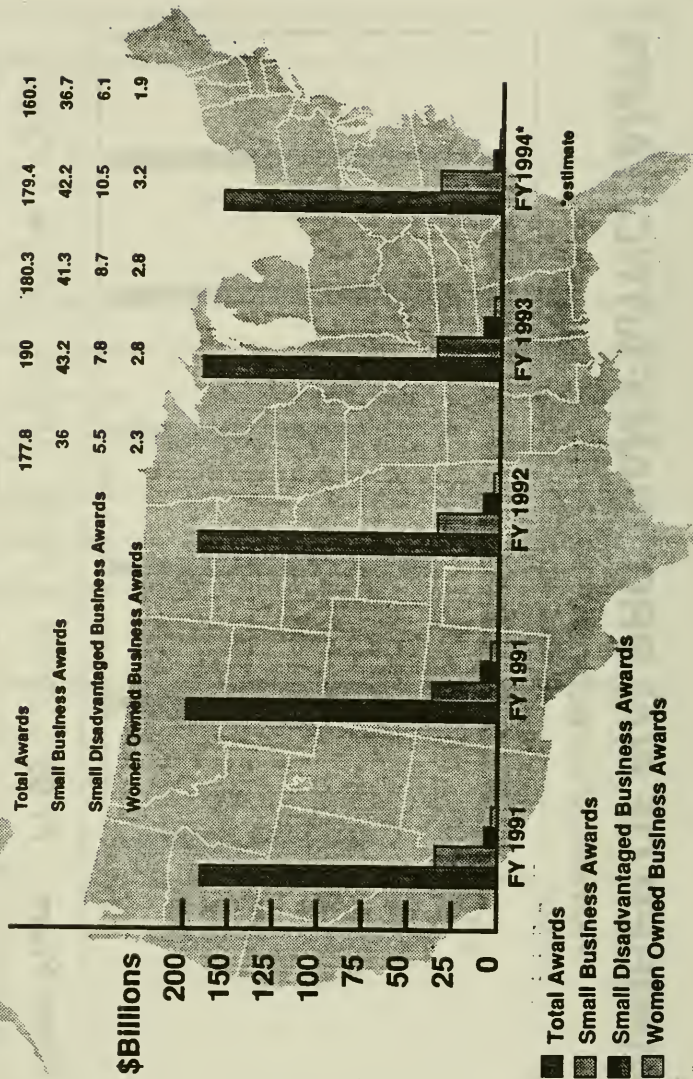 Total Awards 177.8 190 180.3 179.4 160.1
Small Business Awards 36 43.2 41.3 42.2 36.7
Small Disadvantaged Business Awards 5.5 7.8 8.7 10.5 6.1
Women Owned Business Awards 2.3 2.8 2.8 3.2 1.9
$Billions
200
150
125
100
75
50
25
0
FY 1991 FY 1991 FY 1992 FY 1993 FY1994*
*estimate
Total Awards
Small Business Awards
Small Disadvantaged Business Awards
Women Owned Business Awards